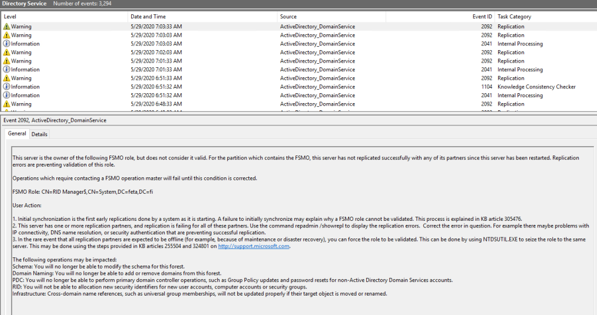 Directory Service Number of events: 3,294
Level Date and Time Source Event ID Task Category
Warning 5/29/2020 7:03:33 AM ActiveDirectory_DomainService 2092 Replication
Warning 5/29/2020 7:03:03 AM ActiveDirectory_DomainService 2092 Replication
Information 5/29/2020 7:03:03 AM ActiveDirectory_DomainService 2041 Internal Processing
Warning 5/29/2020 7:02:03 AM ActiveDirectory_DomainService 2092 Replication
Warning 5/29/2020 7:01:33 AM ActiveDirectory_DomainService 2092 Replication
Information 5/29/2020 7:01:33 AM ActiveDirectory_DomainService 2041 Internal Processing
Warning 5/29/2020 6:51:33 AM ActiveDirectory_DomainService 2092 Replication
Information 5/29/2020 6:51:32 AM ActiveDirectory_DomainService 1104 Knowledge Consistency Checker
Information 5/29/2020 6:51:32 AM ActiveDirectory_DomainService 2041 Internal Processing
Warning 5/29/2020 6:48:33 AM ActiveDirectory_DomainService 2092 Replication
Event 2092, ActiveDirectory_DomainService
General Details
This server is the owner of the following FSMO role, but does not consider it valid. For the partition which contains the FSMO, this server has not replicated successfully with any of its partners since this server has been restarted. Replication
errors are preventing validation of this role.
Operations which require contacting a FSMO operation master will fail until this condition is corrected.
FSMO Role: CN=RID Manager$,CN=System,DC=feta,DC=fi
User Action:
1. Initial synchronization is the first early replications done by a system as it is starting. A failure to initially synchronize may explain why a FSMO role cannot be validated. This process is explained in KB article 305476.
2. This server has one or more replication partners, and replication is failing for all of these partners. Use the command repadmin /showrepl to display the replication errors. Correct the error in question. For example there maybe problems with
IP connectivity, DNS name resolution, or security authentication that are preventing successful replication.
3. In the rare event that all replication partners are expected to be offline (for example, because of maintenance or disaster recovery), you can force the role to be validated. This can be done by using NTDSUTIL.EXE to seize the role to the same
server. This may be done using the steps provided in KB articles 255504 and 324801 on http://support.microsoft.com.
The following operations may be impacted:
Schema: You will no longer be able to modify the schema for this forest.
Domain Naming: You will no longer be able to add or remove domains from this forest.
PDC: You will no longer be able to perform primary domain controller operations, such as Group Policy updates and password resets for non-Active Directory Domain Services accounts.
RID: You will not be able to allocation new security identifiers for new user accounts, computer accounts or security groups.
Infrastructure: Cross-domain name references, such as universal group memberships, will not be updated properly if their target object is moved or renamed.